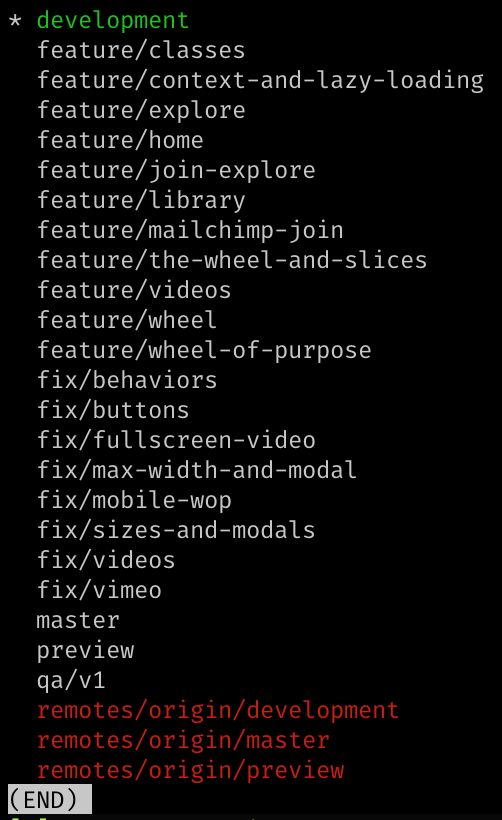 * development
feature/classes
feature/context-and-lazy-loading
feature/explore
feature/home
feature/join-explore
feature/library
feature/mailchimp-join
feature/the-wheel-and-slices
feature/videos
feature/wheel
feature/wheel-of-purpose
fix/behaviors
fix/buttons
fix/fullscreen-video
fix/max-width-and-modal
fix/mobile-wop
fix/sizes-and-modals
fix/videos
fix/vimeo
master
preview
qa/v1
remotes/origin/development
remotes/origin/master
remotes/origin/preview
(END)